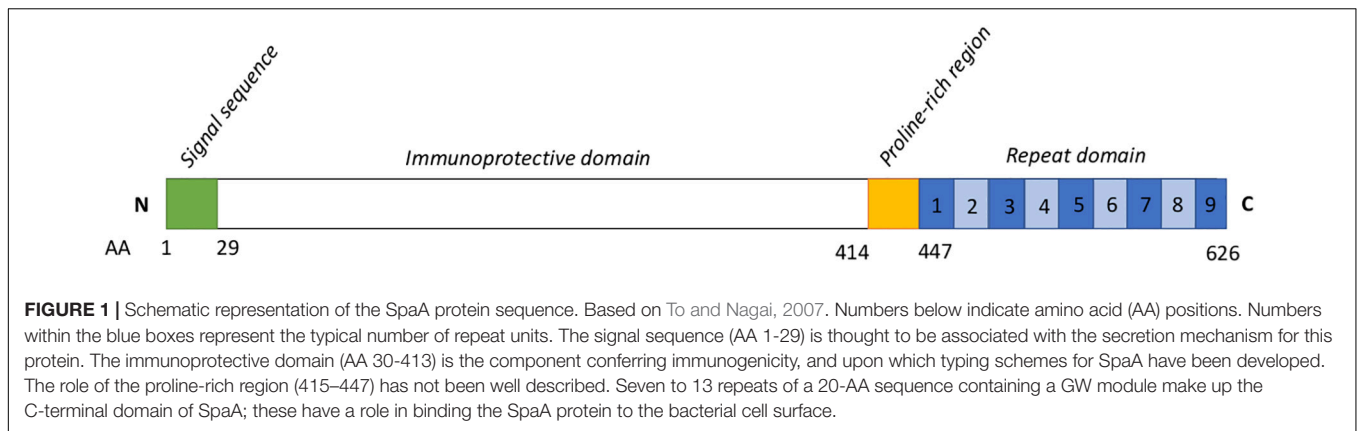 Signal sequence
Immunoprotective domain
Proline-rich region
Repeat domain
N
1 2 3 4 5 6 7 8 9
C
AA 1 29 414 447 626
FIGURE 1 | Schematic representation of the SpaA protein sequence. Based on To and Nagai, 2007. Numbers below indicate amino acid (AA) positions. Numbers
within the blue boxes represent the typical number of repeat units. The signal sequence (AA 1-29) is thought to be associated with the secretion mechanism for this
protein. The immunoprotective domain (AA 30-413) is the component conferring immunogenicity, and upon which typing schemes for SpaA have been developed.
The role of the proline-rich region (415–447) has not been well described. Seven to 13 repeats of a 20-AA sequence containing a GW module make up the
C-terminal domain of SpaA; these have a role in binding the SpaA protein to the bacterial cell surface.